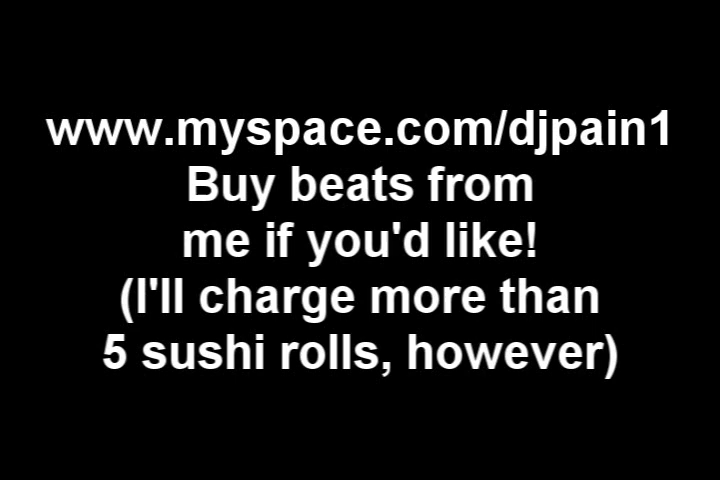 www.myspace.com/djpain1
Buy beats from
me if you'd like!
(I'll charge more than
5 sushi rolls, however)